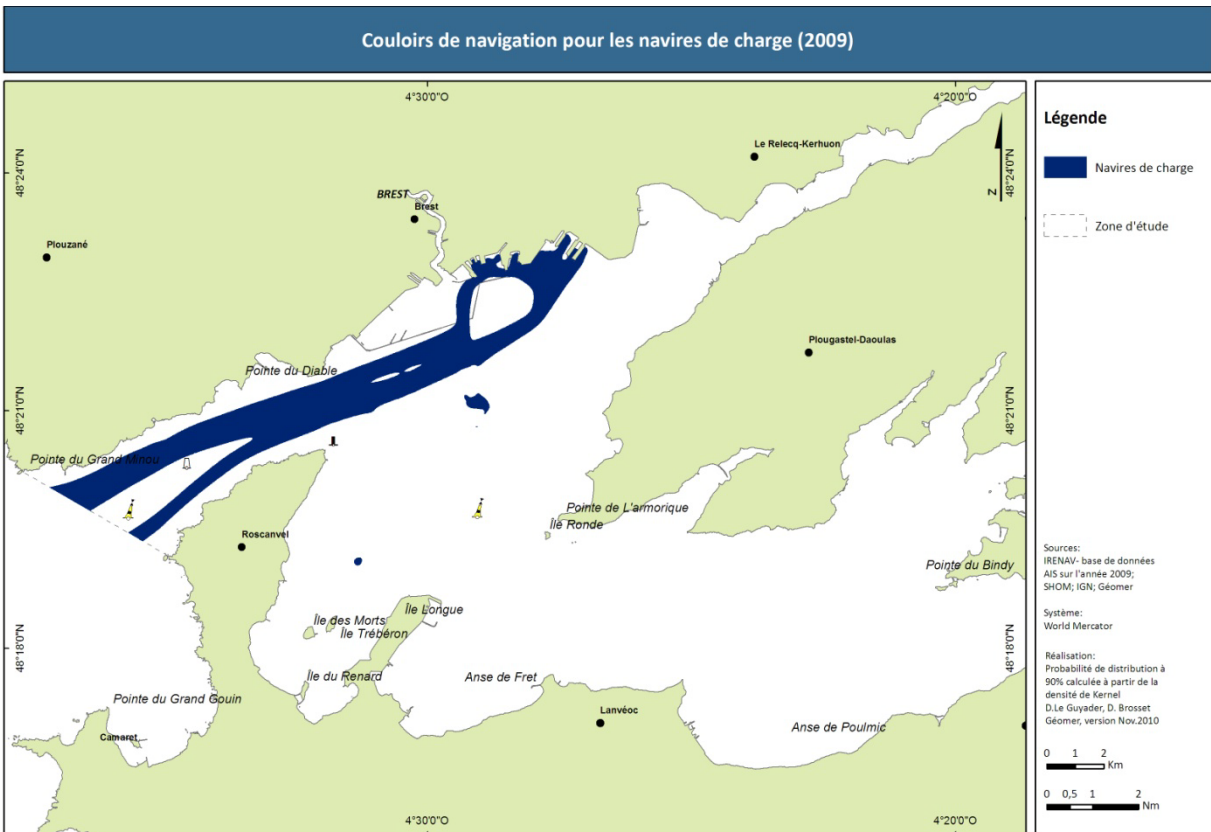 Couloirs de navigation pour les navires de charge (2009)
4°30'0"O
4°20'0"O
48°24'0"N
48°24'0"N
Le Relecq-Kerhuon
BREST
Brest
Plouzané
Plougastel-Daoulas
Pointe du Diable
48°21'0"N
48°21'0"N
Pointe du Grand Minou
Pointe de L'armorique
Île Ronde
Roscanvel
Pointe du Bindy
Île Longue
Île des Morts
Île Trébéron
48°18'0"N
48°18'0"N
Île du Renard
Anse de Fret
Pointe du Grand Gouin
Lanvéoc
Anse de Poulmic
Camaret
4°30'0"O
4°20'0"O
Légende
N
Navires de charge
Zone d'étude
Sources:
IRENAV- base de données
AIS sur l'année 2009;
SHOM; IGN; Géomer
Système:
World Mercator
Réalisation:
Probabilité de distribution à
90% calculée à partir de la
densité de Kernel
D.Le Guyader, D. Brosset
Géomer, version Nov.2010
0 1 2
Km
0 0,5 1 2
Nm